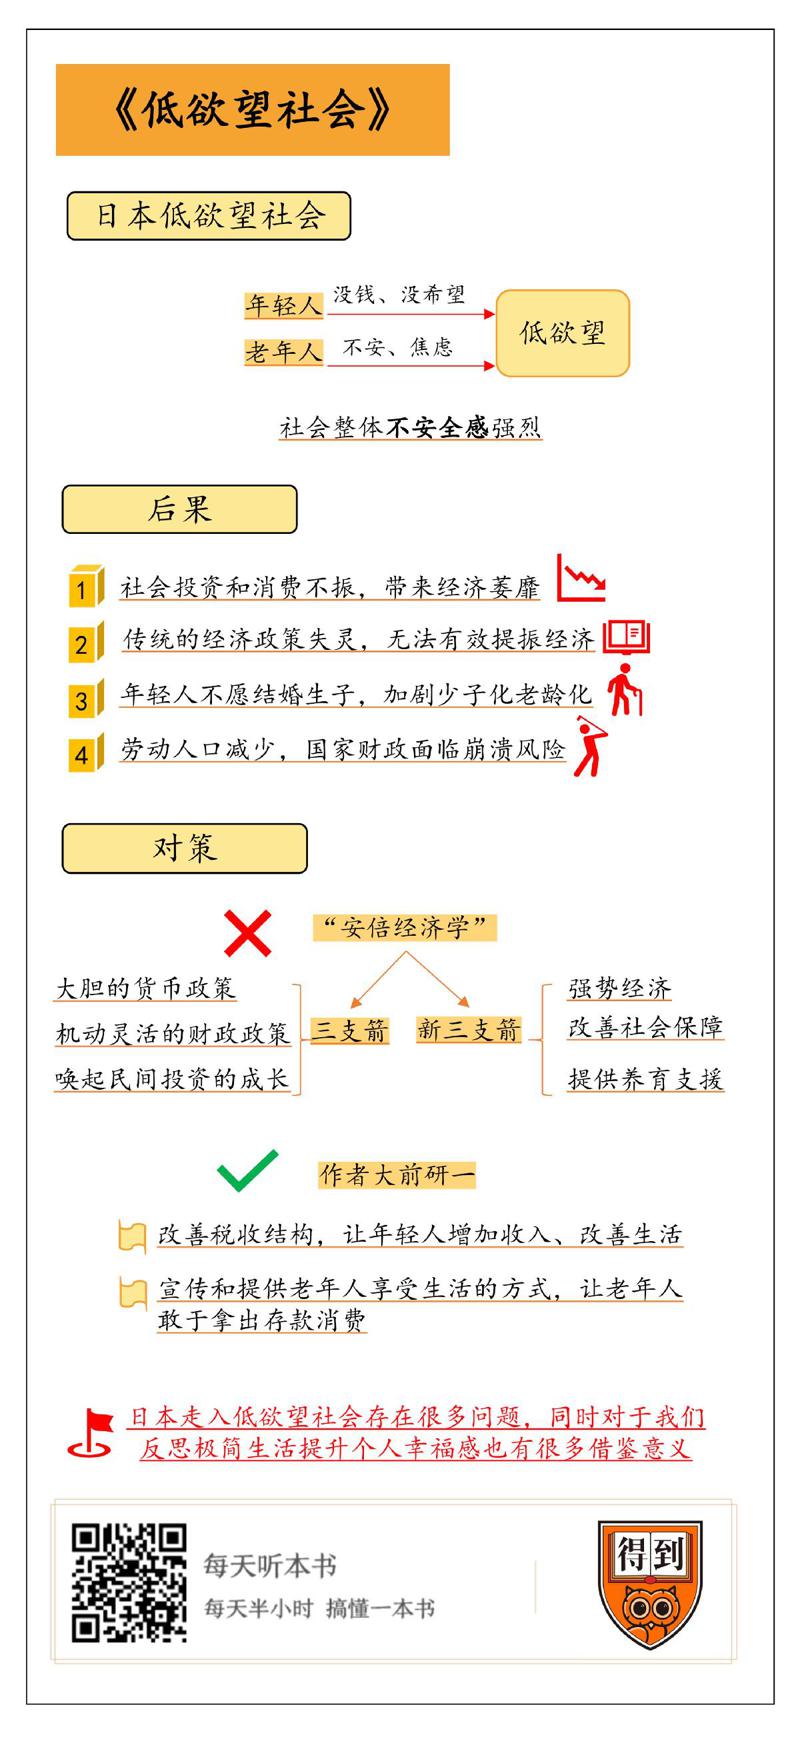 《低欲望社会》
日本低欲望社会
年轻人 没钱、没希望
老年人 不安、焦虑
低欲望
社会整体不安全感强烈
后果
1 社会投资和消费不振，带来经济萎靡
2 传统的经济政策失灵，无法有效提振经济
3 年轻人不愿结婚生子，加剧少子化老龄化
4 劳动人口减少，国家财政面临崩溃风险
对策
“安倍经济学”
大胆的货币政策
机动灵活的财政政策
唤起民间投资的成长
三支箭
新三支箭
强势经济
改善社会保障
提供养育支援
作者大前研一
改善税收结构，让年轻人增加收入、改善生活
宣传和提供老年人享受生活的方式，让老年人
敢于拿出存款消费
日本走入低欲望社会存在很多问题，同时对于我们
反思极简生活提升个人幸福感也有很多借鉴意义
每天听本书
每天半小时 搞懂一本书
得到